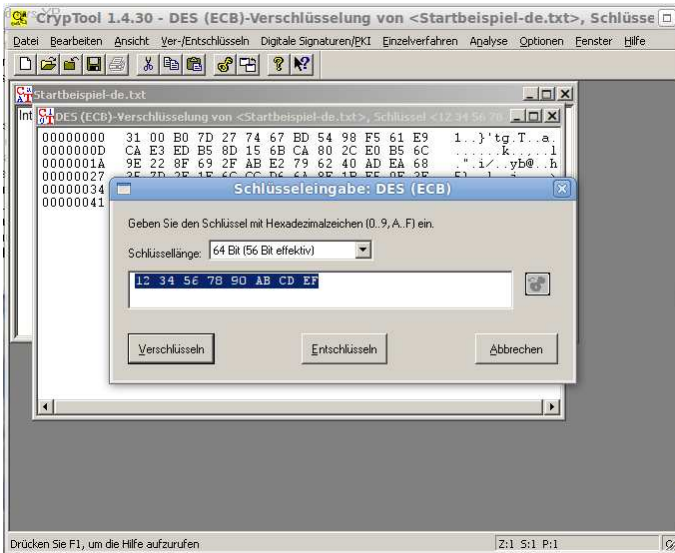 CrypTool 1.4.30 - DES (ECB)-Verschlüsselung von <Startbeispiel-de.txt>, Schlüsse
Datei Bearbeiten Ansicht Ver-/Entschlüsseln Digitale Signaturen/PKI Einzelverfahren Analyse Optionen Fenster Hilfe
Startbeispiel-de.txt
DES (ECB)-Verschlüsselung von <Startbeispiel-de.txt>, Schlüssel <12 34 56 78
00000000 31 00 B0 7D 27 74 67 BD 54 98 F5 61 E9 1..}'tg.T..a.
0000000D CA E3 ED B5 8D 15 6B CA 80 2C E0 B5 6C ......k..,..l
0000001A 9E 22 8F 69 2F AB E2 79 62 40 AD EA 68 .".i/..yb@..h
00000027
00000034
00000041
Schlüsseleingabe: DES (ECB)
Geben Sie den Schlüssel mit Hexadezimalzeichen (0..9, A..F) ein.
Schlüssellänge: 64 Bit (56 Bit effektiv)
12 34 56 78 90 AB CD EF
Verschlüsseln Entschlüsseln Abbrechen
Drücken Sie F1, um die Hilfe aufzurufen Z:1 S:1 P:1